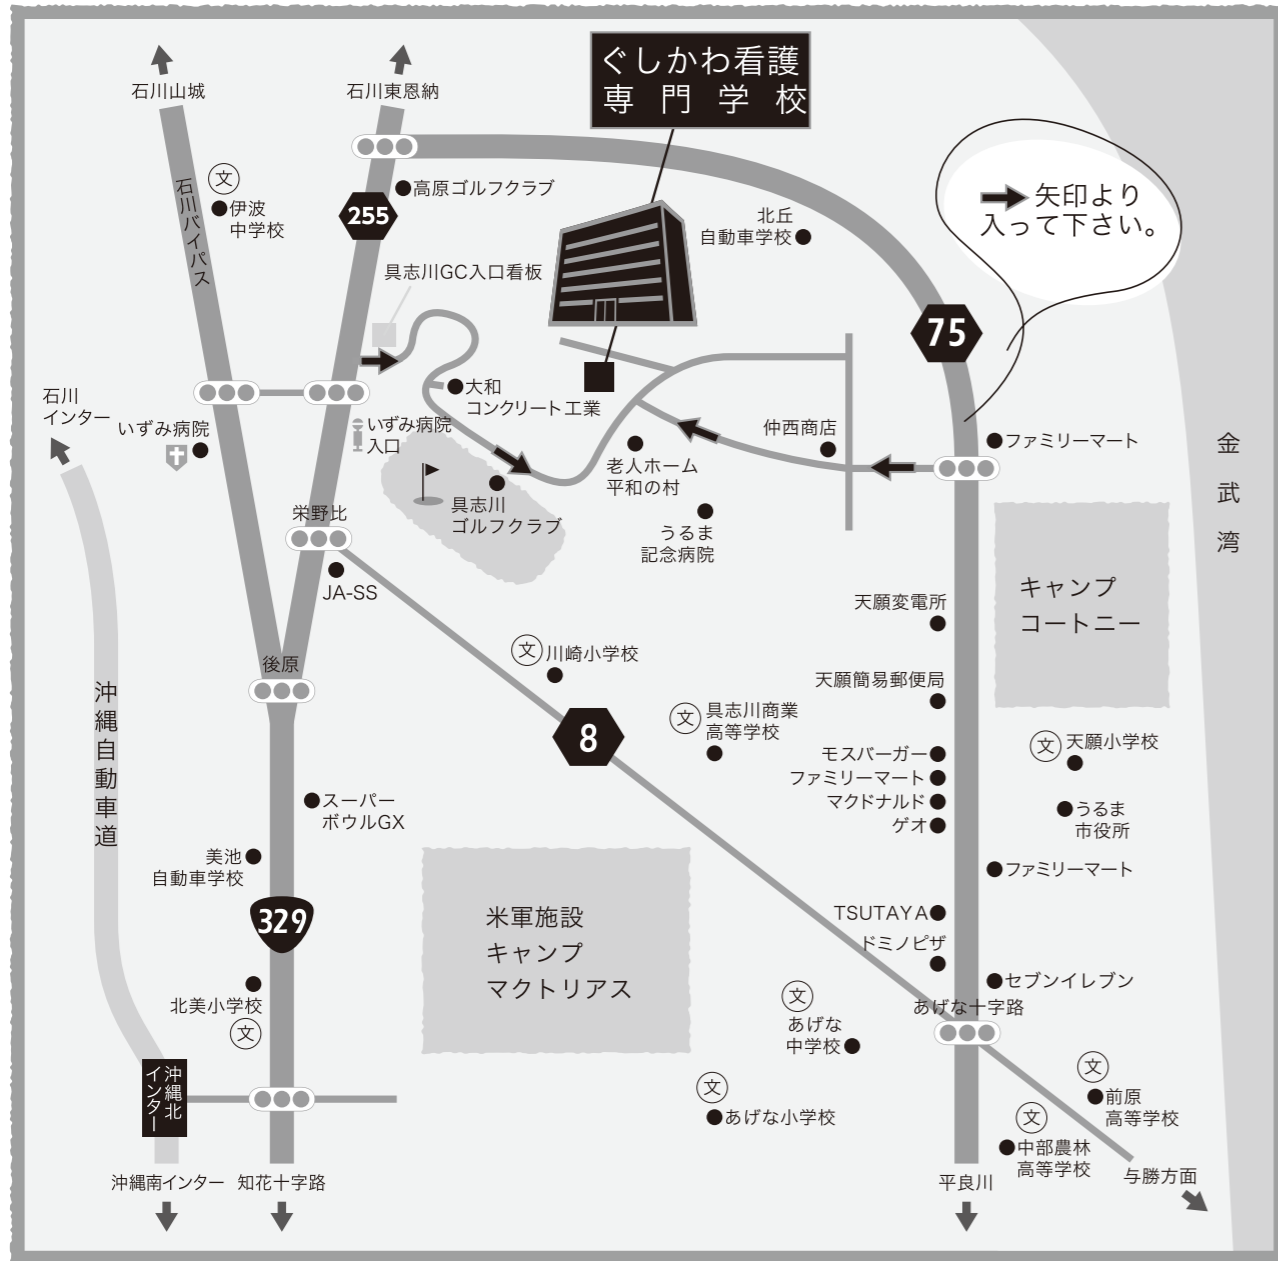 ぐしかわ看護
専門学校
石川山城
石川東恩納
矢印より
入って下さい。
文
伊波
中学校
石川バイパス
255
高原ゴルフクラブ
北丘
自動車学校
具志川GC入口看板
75
石川
インター
いずみ病院
いずみ病院
入口
大和
コンクリート工業
仲西商店
ファミリーマート
金武湾
老人ホーム
平和の村
具志川
ゴルフクラブ
うるま
記念病院
栄野比
JA-SS
キャンプ
コートニー
天願変電所
文
川崎小学校
後原
天願簡易郵便局
沖縄自動車道
8
文
具志川商業
高等学校
文
天願小学校
モスバーガー
ファミリーマート
マクドナルド
ゲオ
うるま
市役所
スーパー
ボウルGX
美池
自動車学校
ファミリーマート
329
米軍施設
キャンプ
マクトリアス
TSUTAYA
ドミノピザ
セブンイレブン
北美小学校
文
あげな十字路
文
あげな
中学校
沖縄北
インター
文
あげな小学校
文
前原
高等学校
文
中部農林
高等学校
沖縄南インター
知花十字路
平良川
与勝方面